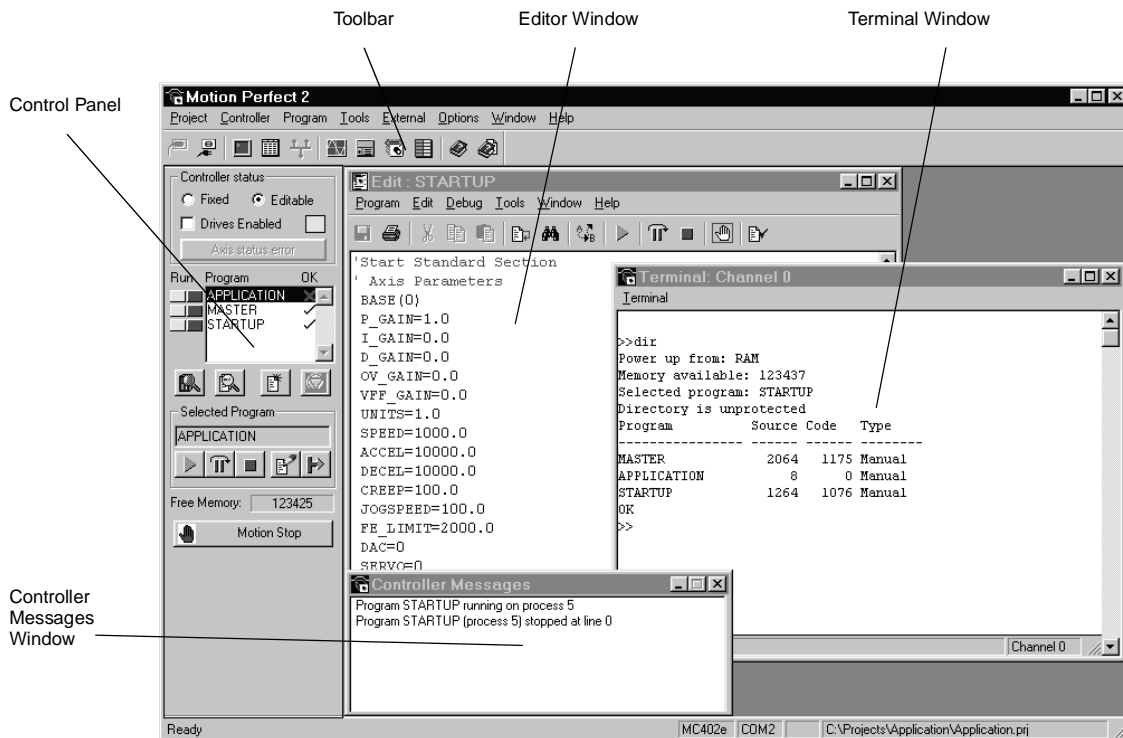 Toolbar
Editor Window
Terminal Window
Control Panel
Motion Perfect 2
Project Controller Program Tools External Options Window Help
Controller status
Fixed Editable
Drives Enabled
Axis status error
Run Program OK
APPLICATION
MASTER
STARTUP
Selected Program
APPLICATION
Free Memory: 123425
Motion Stop
Edit : STARTUP
Program Edit Debug Tools Window Help
'Start Standard Section
' Axis Parameters
BASE(0)
P_GAIN=1.0
I_GAIN=0.0
D_GAIN=0.0
OV_GAIN=0.0
VFF_GAIN=0.0
UNITS=1.0
SPEED=1000.0
ACCEL=10000.0
DECEL=10000.0
CREEP=100.0
JOGSPEED=100.0
FE_LIMIT=2000.0
DAC=0
SERVO=0
Terminal: Channel 0
Terminal
>>dir
Power up from: RAM
Memory available: 123437
Selected program: STARTUP
Directory is unprotected
Program Source Code Type
---------------- ------ ------ --------
MASTER 2064 1175 Manual
APPLICATION 8 0 Manual
STARTUP 1264 1076 Manual
OK
>>
Channel 0
Controller Messages Window
Controller Messages
Program STARTUP running on process 5
Program STARTUP (process 5) stopped at line 0
Ready MC402e COM2 C:\Projects\Application\Application.prj